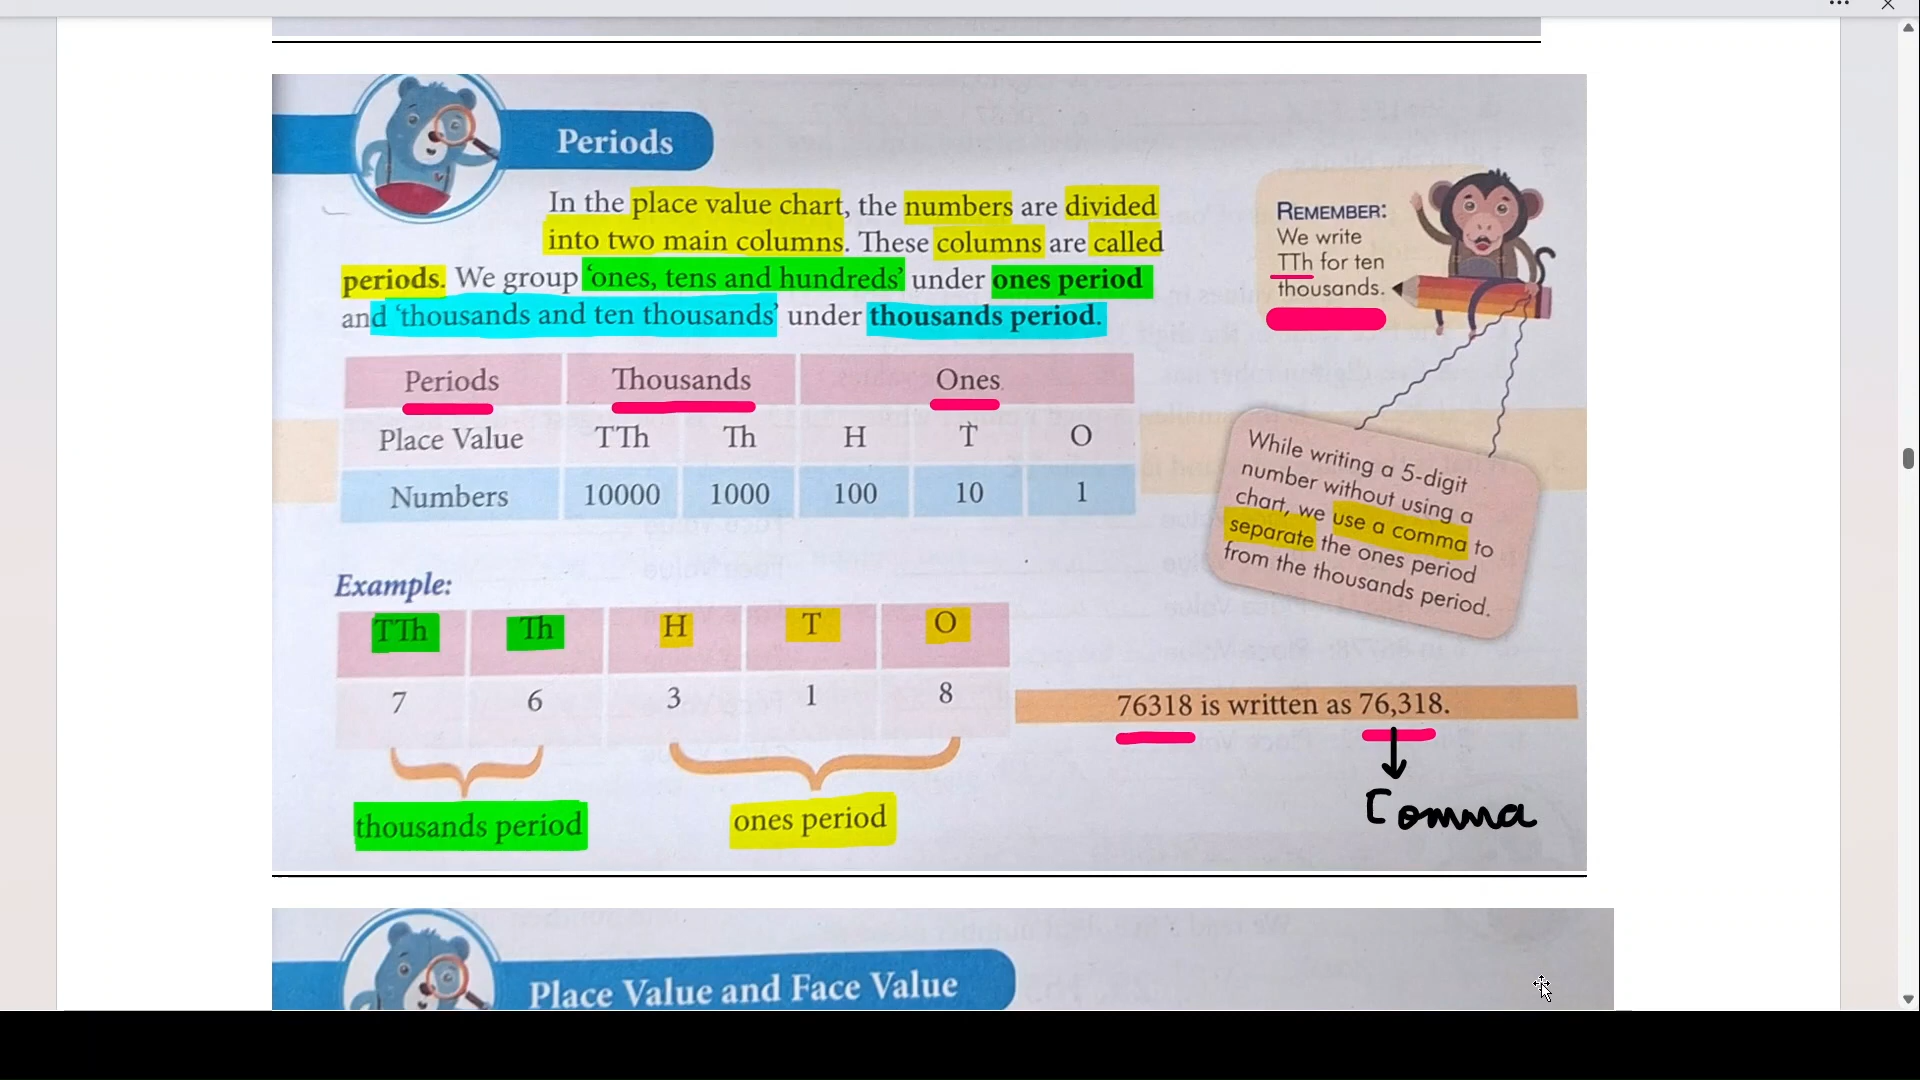 Periods
In the place value chart, the numbers are divided
into two main columns. These columns are called
periods. We group 'ones, tens and hundreds' under ones period
and 'thousands and ten thousands' under thousands period.
REMEMBER:
We write
TTh for ten
thousands.
Periods Thousands Ones
Place Value TTh Th H T O
Numbers 10000 1000 100 10 1
While writing a 5-digit
number without using a
chart, we use a comma to
separate the ones period
from the thousands period.
Example:
TTh Th H T O
7 6 3 1 8
76318 is written as 76,318.
Comma
thousands period ones period
Place Value and Face Value